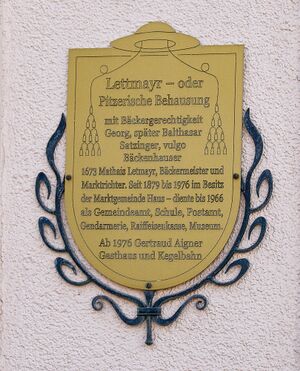 Lettmayr – oder
Pitzerische Behausung
mit Bäckergerechtigkeit
Georg, später Balthasar
Satzinger, vulgo
Bäckenhauser
1673 Mathais Letmayr, Bäckermeister und
Marktrichter. Seit 1879 bis 1976 im Besitz
der Marktgemeinde Haus – diente bis 1966
als Gemeindeamt, Schule, Postamt,
Gendarmerie, Raiffeisenkasse, Museum.
Ab 1976 Gertraud Aigner
Gasthaus und Kegelbahn